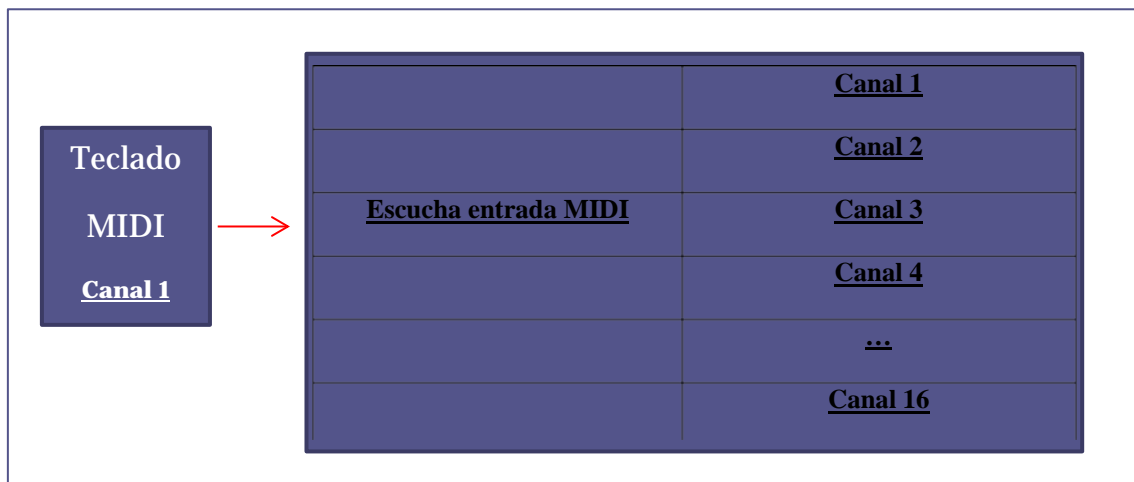 Teclado
MIDI
Canal 1
Canal 1
Canal 2
Escucha entrada MIDI
Canal 3
Canal 4
...
Canal 16